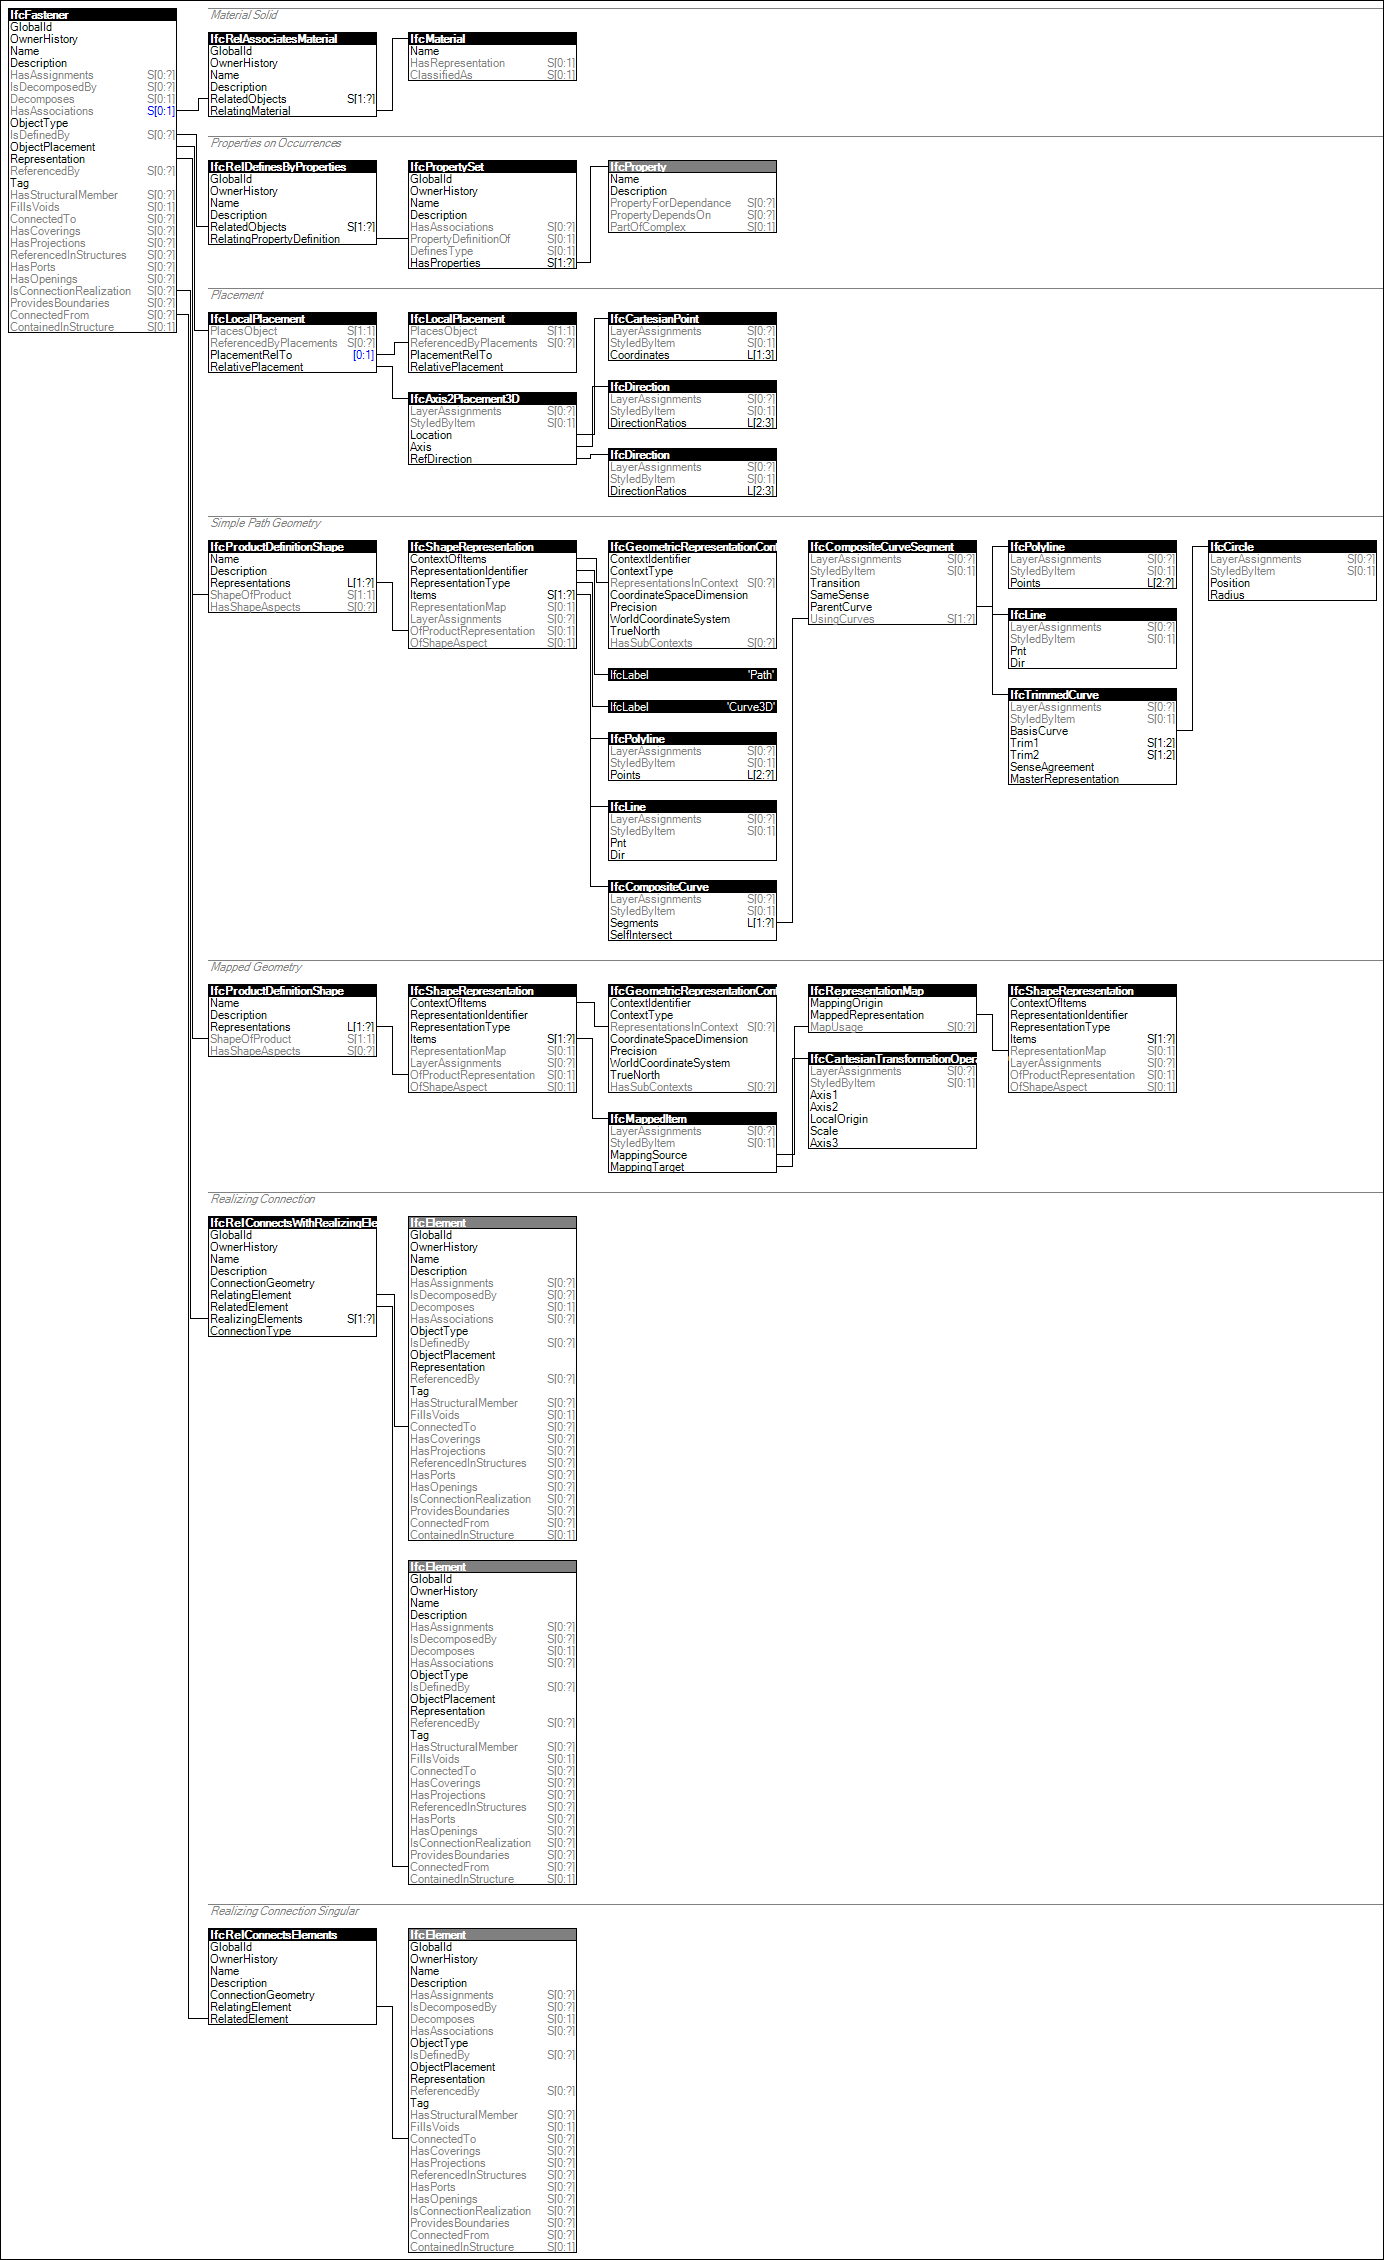 IfcFastener
GlobalId
OwnerHistory
Name
Description
HasAssignments S[0:?]
IsDecomposedBy S[0:?]
Decomposes S[0:1]
HasAssociations S[0:1]
ObjectType
IsDefinedBy S[0:?]
ObjectPlacement
Representation
ReferencedBy S[0:?]
Tag
HasStructuralMember S[0:?]
FillsVoids S[0:1]
ConnectedTo S[0:?]
HasCoverings S[0:?]
HasProjections S[0:?]
ReferencedInStructures S[0:?]
HasPorts S[0:?]
HasOpenings S[0:?]
IsConnectionRealization S[0:?]
ProvidesBoundaries S[0:?]
ConnectedFrom S[0:?]
ContainedInStructure S[0:1]
Material Solid
IfcRelAssociatesMaterial
GlobalId
OwnerHistory
Name
Description
RelatedObjects S[1:?]
RelatingMaterial
IfcMaterial
Name
HasRepresentation S[0:1]
ClassifiedAs S[0:1]
Properties on Occurrences
IfcRelDefinesByProperties
GlobalId
OwnerHistory
Name
Description
RelatedObjects S[1:?]
RelatingPropertyDefinition
IfcPropertySet
GlobalId
OwnerHistory
Name
Description
HasAssociations S[0:?]
PropertyDefinitionOf S[0:1]
DefinesType S[0:1]
HasProperties S[1:?]
IfcProperty
Name
Description
PropertyForDependance S[0:?]
PropertyDependsOn S[0:?]
PartOfComplex S[0:1]
Placement
IfcLocalPlacement
PlacesObject S[1:1]
ReferencedByPlacements S[0:?]
PlacementRelTo [0:1]
RelativePlacement
IfcLocalPlacement
PlacesObject S[1:1]
ReferencedByPlacements S[0:?]
PlacementRelTo
RelativePlacement
IfcAxis2Placement3D
LayerAssignments S[0:?]
StyledByItem S[0:1]
Location
Axis
RefDirection
IfcCartesianPoint
LayerAssignments S[0:?]
StyledByItem S[0:1]
Coordinates L[1:3]
IfcDirection
LayerAssignments S[0:?]
StyledByItem S[0:1]
DirectionRatios L[2:3]
IfcDirection
LayerAssignments S[0:?]
StyledByItem S[0:1]
DirectionRatios L[2:3]
Simple Path Geometry
IfcProductDefinitionShape
Name
Description
Representations L[1:?]
ShapeOfProduct S[1:1]
HasShapeAspects S[0:?]
IfcShapeRepresentation
ContextOfItems
RepresentationIdentifier
RepresentationType
Items S[1:?]
RepresentationMap S[0:1]
LayerAssignments S[0:?]
OfProductRepresentation S[0:1]
OfShapeAspect S[0:1]
IfcGeometricRepresentationCont
ContextIdentifier
ContextType
RepresentationsInContext S[0:?]
CoordinateSpaceDimension
Precision
WorldCoordinateSystem
TrueNorth
HasSubContexts S[0:?]
IfcLabel 'Path'
IfcLabel 'Curve3D'
IfcPolyline
LayerAssignments S[0:?]
StyledByItem S[0:1]
Points L[2:?]
IfcLine
LayerAssignments S[0:?]
StyledByItem S[0:1]
Pnt
Dir
IfcCompositeCurve
LayerAssignments S[0:?]
StyledByItem S[0:1]
Segments L[1:?]
SelfIntersect
IfcCompositeCurveSegment
LayerAssignments S[0:?]
StyledByItem S[0:1]
Transition
SameSense
ParentCurve
UsingCurves S[1:?]
IfcPolyline
LayerAssignments S[0:?]
StyledByItem S[0:1]
Points L[2:?]
IfcLine
LayerAssignments S[0:?]
StyledByItem S[0:1]
Pnt
Dir
IfcTrimmedCurve
LayerAssignments S[0:?]
StyledByItem S[0:1]
BasisCurve
Trim1 S[1:2]
Trim2 S[1:2]
SenseAgreement
MasterRepresentation
IfcCircle
LayerAssignments S[0:?]
StyledByItem S[0:1]
Position
Radius
Mapped Geometry
IfcProductDefinitionShape
Name
Description
Representations L[1:?]
ShapeOfProduct S[1:1]
HasShapeAspects S[0:?]
IfcShapeRepresentation
ContextOfItems
RepresentationIdentifier
RepresentationType
Items S[1:?]
RepresentationMap S[0:1]
LayerAssignments S[0:?]
OfProductRepresentation S[0:1]
OfShapeAspect S[0:1]
IfcGeometricRepresentationCont
ContextIdentifier
ContextType
RepresentationsInContext S[0:?]
CoordinateSpaceDimension
Precision
WorldCoordinateSystem
TrueNorth
HasSubContexts S[0:?]
IfcMappedItem
LayerAssignments S[0:?]
StyledByItem S[0:1]
MappingSource
MappingTarget
IfcRepresentationMap
MappingOrigin
MappedRepresentation
MapUsage S[0:?]
IfcCartesianTransformationOpera
LayerAssignments S[0:?]
StyledByItem S[0:1]
Axis1
Axis2
LocalOrigin
Scale
Axis3
IfcShapeRepresentation
ContextOfItems
RepresentationIdentifier
RepresentationType
Items S[1:?]
RepresentationMap S[0:1]
LayerAssignments S[0:?]
OfProductRepresentation S[0:1]
OfShapeAspect S[0:1]
Realizing Connection
IfcRelConnectsWithRealizingEle
GlobalId
OwnerHistory
Name
Description
ConnectionGeometry
RelatingElement
RelatedElement
RealizingElements S[1:?]
ConnectionType
IfcElement
GlobalId
OwnerHistory
Name
Description
HasAssignments S[0:?]
IsDecomposedBy S[0:?]
Decomposes S[0:1]
HasAssociations S[0:?]
ObjectType
IsDefinedBy S[0:?]
ObjectPlacement
Representation
ReferencedBy S[0:?]
Tag
HasStructuralMember S[0:?]
FillsVoids S[0:1]
ConnectedTo S[0:?]
HasCoverings S[0:?]
HasProjections S[0:?]
ReferencedInStructures S[0:?]
HasPorts S[0:?]
HasOpenings S[0:?]
IsConnectionRealization S[0:?]
ProvidesBoundaries S[0:?]
ConnectedFrom S[0:?]
ContainedInStructure S[0:1]
IfcElement
GlobalId
OwnerHistory
Name
Description
HasAssignments S[0:?]
IsDecomposedBy S[0:?]
Decomposes S[0:1]
HasAssociations S[0:?]
ObjectType
IsDefinedBy S[0:?]
ObjectPlacement
Representation
ReferencedBy S[0:?]
Tag
HasStructuralMember S[0:?]
FillsVoids S[0:1]
ConnectedTo S[0:?]
HasCoverings S[0:?]
HasProjections S[0:?]
ReferencedInStructures S[0:?]
HasPorts S[0:?]
HasOpenings S[0:?]
IsConnectionRealization S[0:?]
ProvidesBoundaries S[0:?]
ConnectedFrom S[0:?]
ContainedInStructure S[0:1]
Realizing Connection Singular
IfcRelConnectsElements
GlobalId
OwnerHistory
Name
Description
ConnectionGeometry
RelatingElement
RelatedElement
IfcElement
GlobalId
OwnerHistory
Name
Description
HasAssignments S[0:?]
IsDecomposedBy S[0:?]
Decomposes S[0:1]
HasAssociations S[0:?]
ObjectType
IsDefinedBy S[0:?]
ObjectPlacement
Representation
ReferencedBy S[0:?]
Tag
HasStructuralMember S[0:?]
FillsVoids S[0:1]
ConnectedTo S[0:?]
HasCoverings S[0:?]
HasProjections S[0:?]
ReferencedInStructures S[0:?]
HasPorts S[0:?]
HasOpenings S[0:?]
IsConnectionRealization S[0:?]
ProvidesBoundaries S[0:?]
ConnectedFrom S[0:?]
ContainedInStructure S[0:1]